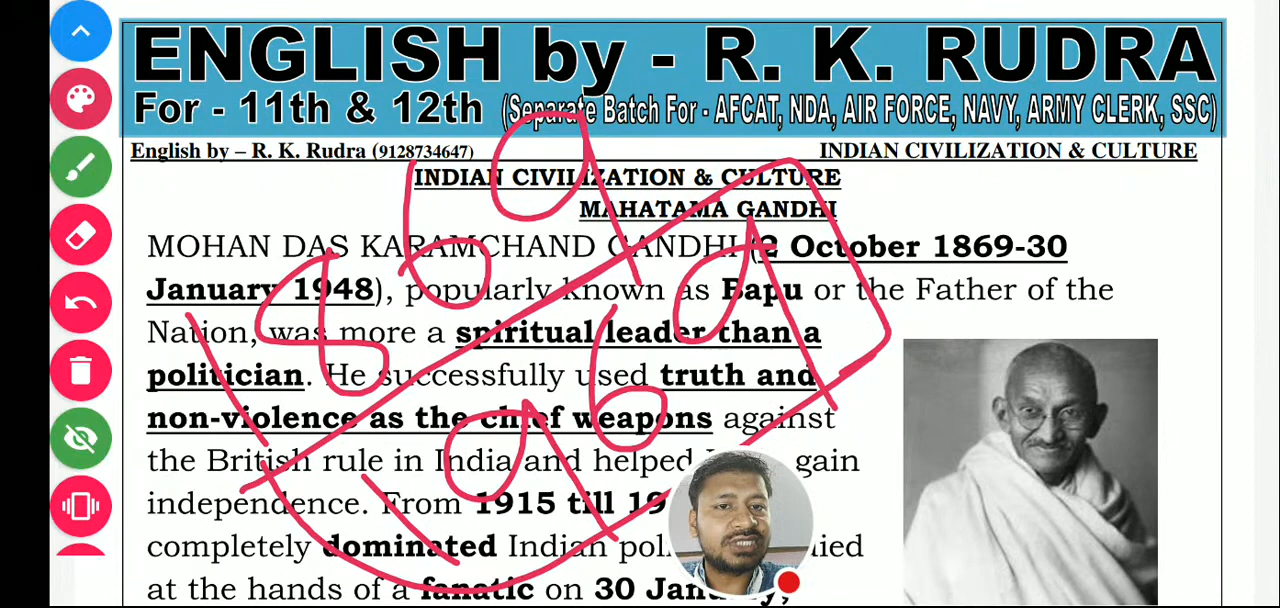 ENGLISH by - R. K. RUDRA
For - 11th & 12th (Separate Batch For - AFCAT, NDA, AIR FORCE, NAVY, ARMY CLERK, SSC)
English by – R. K. Rudra (9128734647) INDIAN CIVILIZATION & CULTURE
INDIAN CIVILIZATION & CULTURE
MAHATAMA GANDHI
MOHAN DAS KARAMCHAND GANDHI (2 October 1869-30
January 1948), popularly known as Bapu or the Father of the
Nation, was more a spiritual leader than a
politician. He successfully used truth and
non-violence as the chief weapons against
the British rule in India and helped gain
independence. From 1915 till 19
completely dominated Indian
at the hands of a fanatic on 30 January,
1869
1969